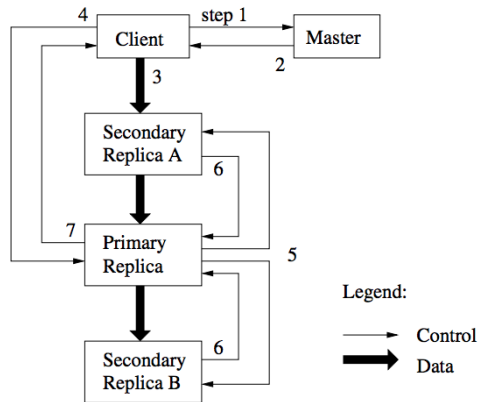 4
step 1
Client
Master
2
3
Secondary
Replica A
6
7
Primary
Replica
5
Legend:
Control
Data
6
Secondary
Replica B